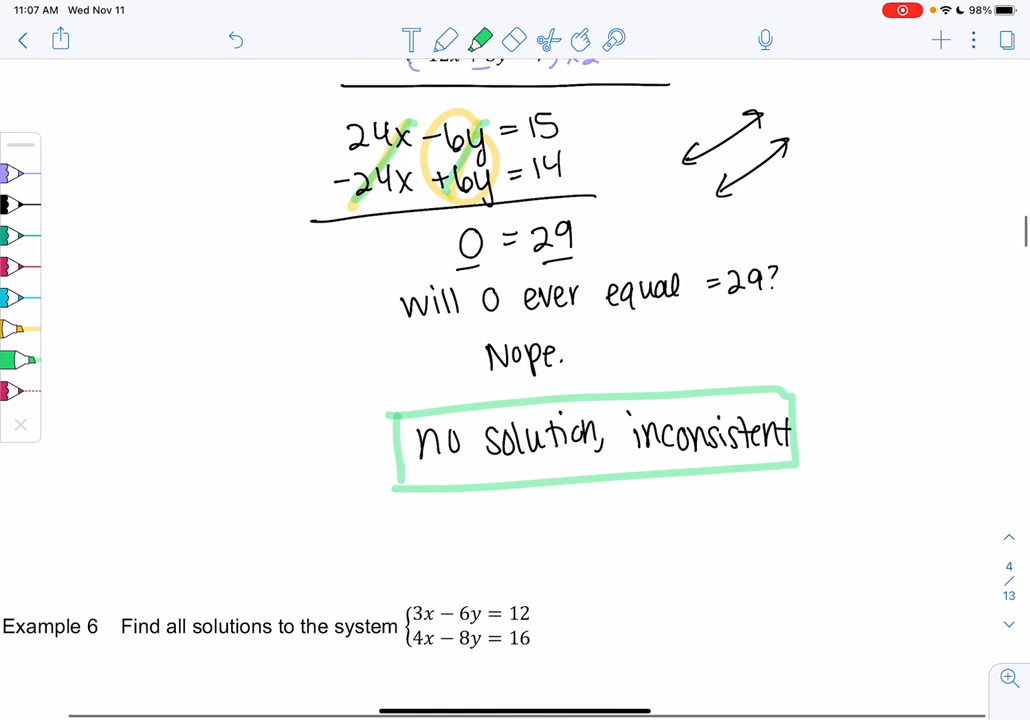 11:07 AM Wed Nov 11
98%
T
24x - 6y = 15
-24x + 6y = 14
0 = 29
will 0 ever equal = 29?
Nope.
no solution, inconsistent
4
/
13
Example 6 Find all solutions to the system {3x − 6y = 12
4x − 8y = 16